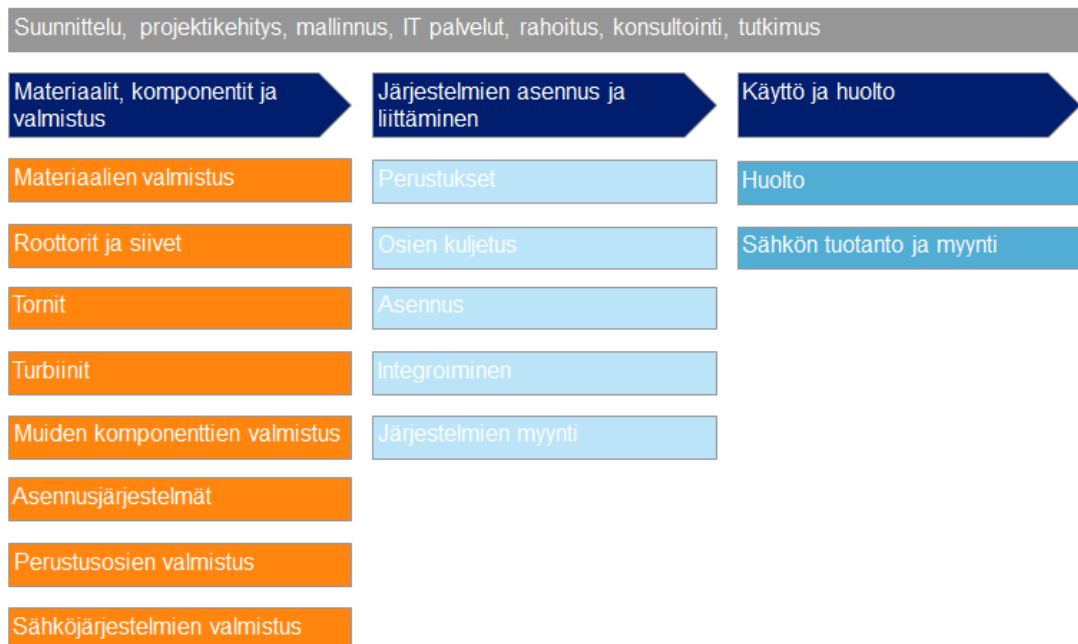 Suunnittelu, projektikehitys, mallinnus, IT palvelut, rahoitus, konsultointi, tutkimus
Materiaalit, komponentit ja
valmistus
Materiaalien valmistus
Roottorit ja siivet
Tornit
Turbiinit
Muiden komponenttien valmistus
Asennusjärjestelmät
Perustusosien valmistus
Sähköjärjestelmien valmistus
Järjestelmien asennus ja
liittäminen
Perustukset
Osien kuljetus
Asennus
Integroiminen
Järjestelmien myynti
Käyttö ja huolto
Huolto
Sähkön tuotanto ja myynti